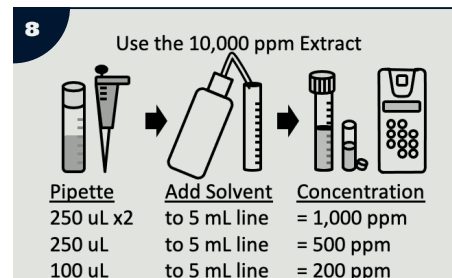 8
Use the 10,000 ppm Extract
Pipette Add Solvent Concentration
250 uL x2 to 5 mL line = 1,000 ppm
250 uL to 5 mL line = 500 ppm
100 uL to 5 mL line = 200 ppm